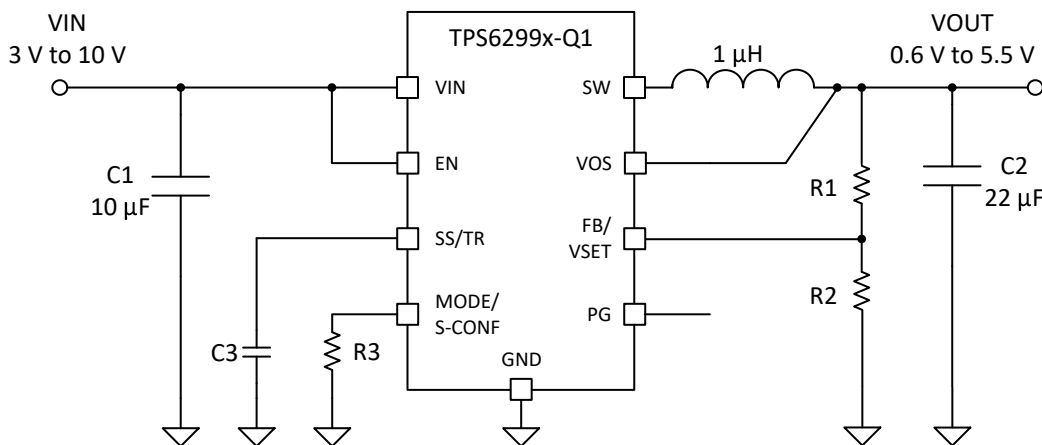 VIN
3 V to 10 V
TPS6299x-Q1
VOUT
0.6 V to 5.5 V
1 µH
VIN
SW
EN
VOS
C1
10 µF
R1
C2
22 µF
SS/TR
FB/
VSET
MODE/
S-CONF
PG
R2
C3
R3
GND